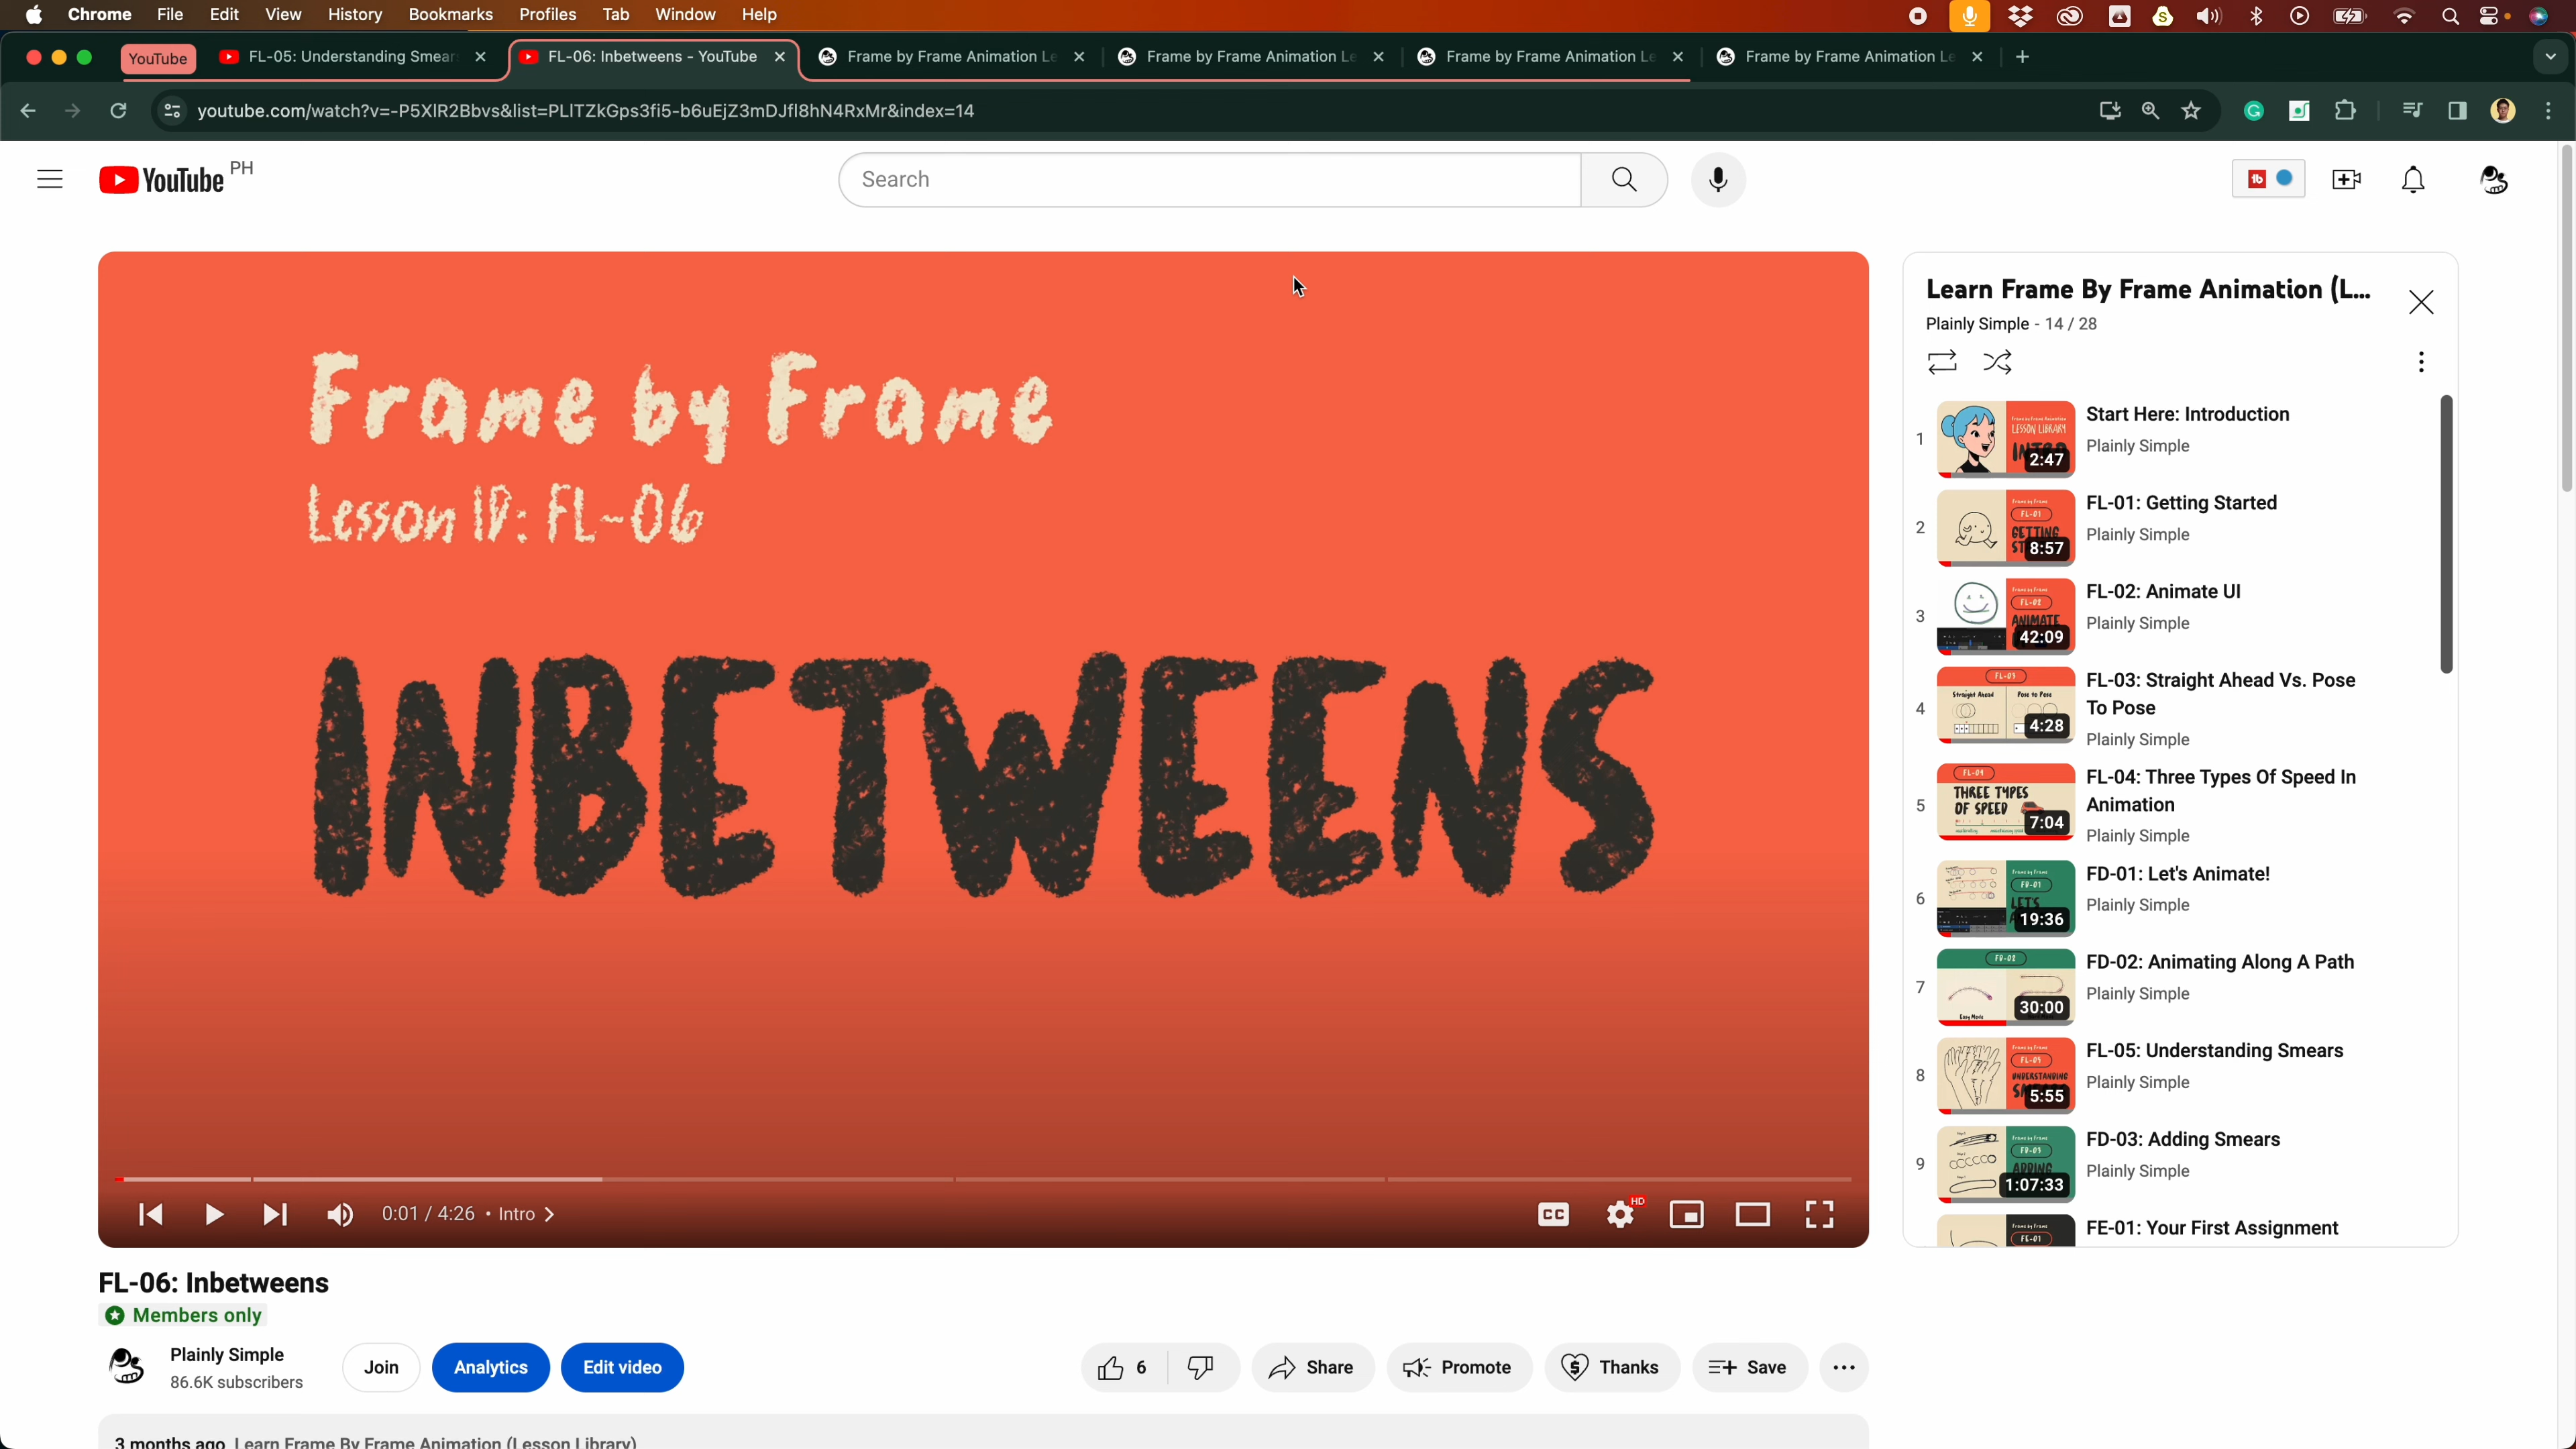 Chrome File Edit View History Bookmarks Profiles Tab Window Help
YouTube FL-05: Understanding Smear FL-06: Inbetweens - YouTube Frame by Frame Animation Le Frame by Frame Animation Le Frame by Frame Animation Le Frame by Frame Animation Le
youtube.com/watch?v=-P5XIR2Bbvs&list=PLITZkGps3fi5-b6uEjZ3mDJfl8hN4RxMr&index=14
YouTube PH
Search
Frame by Frame
Lesson ID: FL-06
INBETWEENS
0:01 / 4:26 • Intro
CC
HD
FL-06: Inbetweens
Members only
Plainly Simple
86.6K subscribers
Join
Analytics
Edit video
6
Share
Promote
Thanks
Save
3 months ago Learn Frame By Frame Animation (Lesson Library)
Learn Frame By Frame Animation (L...
Plainly Simple - 14 / 28
1
2:47
Start Here: Introduction
Plainly Simple
2
8:57
FL-01: Getting Started
Plainly Simple
3
42:09
FL-02: Animate UI
Plainly Simple
4
4:28
FL-03: Straight Ahead Vs. Pose
To Pose
Plainly Simple
5
THREE TYPES
OF SPEED
7:04
FL-04: Three Types Of Speed In
Animation
Plainly Simple
6
19:36
FD-01: Let's Animate!
Plainly Simple
7
30:00
FD-02: Animating Along A Path
Plainly Simple
8
5:55
FL-05: Understanding Smears
Plainly Simple
9
1:07:33
FD-03: Adding Smears
Plainly Simple
FE-01: Your First Assignment